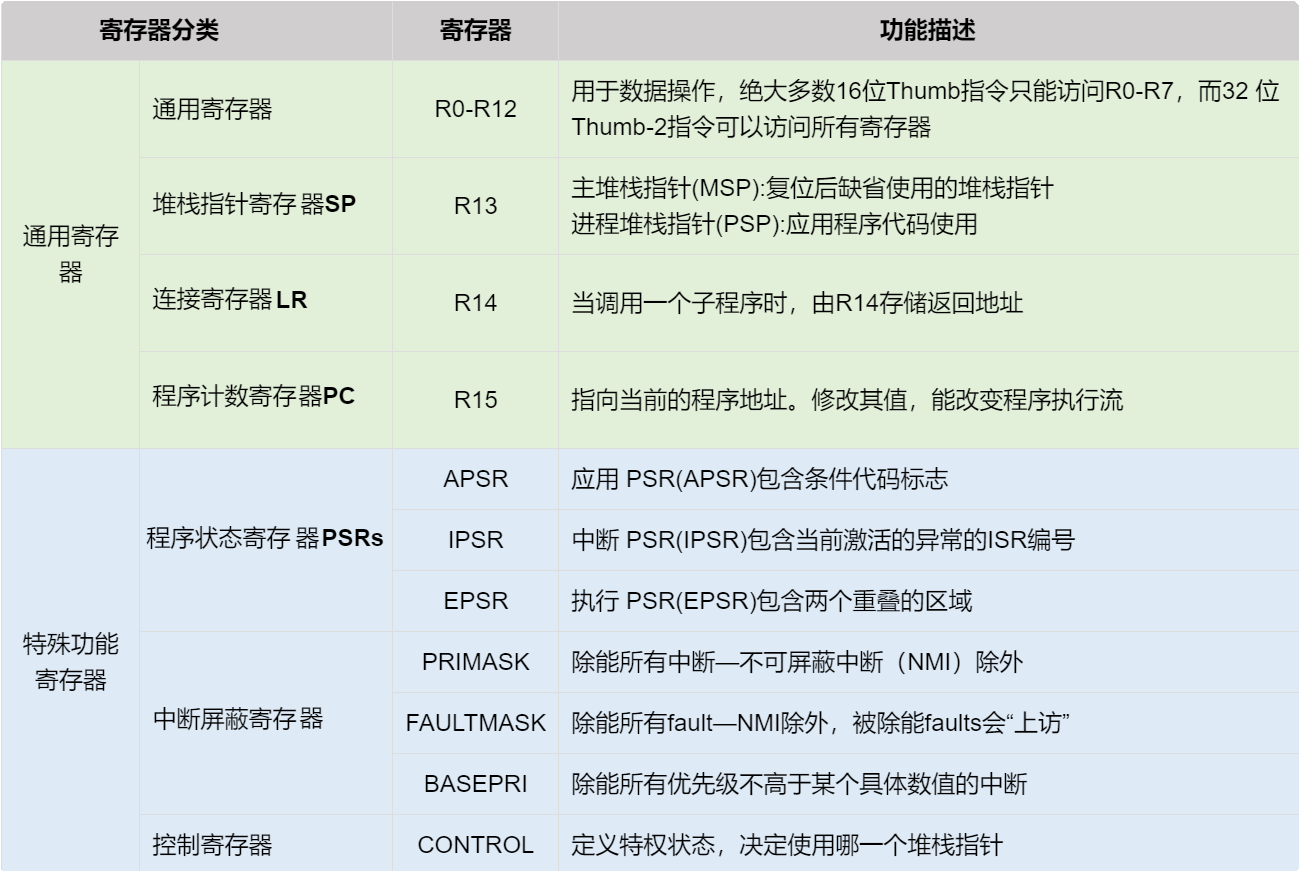 寄存器分类 寄存器 功能描述
通用寄存
器
通用寄存器 R0-R12 用于数据操作，绝大多数16位Thumb指令只能访问R0-R7，而32 位
Thumb-2指令可以访问所有寄存器
堆栈指针寄存 器SP R13 主堆栈指针(MSP):复位后缺省使用的堆栈指针
进程堆栈指针(PSP):应用程序代码使用
连接寄存器 LR R14 当调用一个子程序时，由R14存储返回地址
程序计数寄存器PC R15 指向当前的程序地址。修改其值，能改变程序执行流
特殊功能
寄存器
程序状态寄存 器PSRs
APSR 应用 PSR(APSR)包含条件代码标志
IPSR 中断 PSR(IPSR)包含当前激活的异常的ISR编号
EPSR 执行 PSR(EPSR)包含两个重叠的区域
中断屏蔽寄存器
PRIMASK 除能所有中断—不可屏蔽中断（NMI）除外
FAULTMASK 除能所有fault—NMI除外，被除能faults会“上访”
BASEPRI 除能所有优先级不高于某个具体数值的中断
控制寄存器 CONTROL 定义特权状态，决定使用哪一个堆栈指针